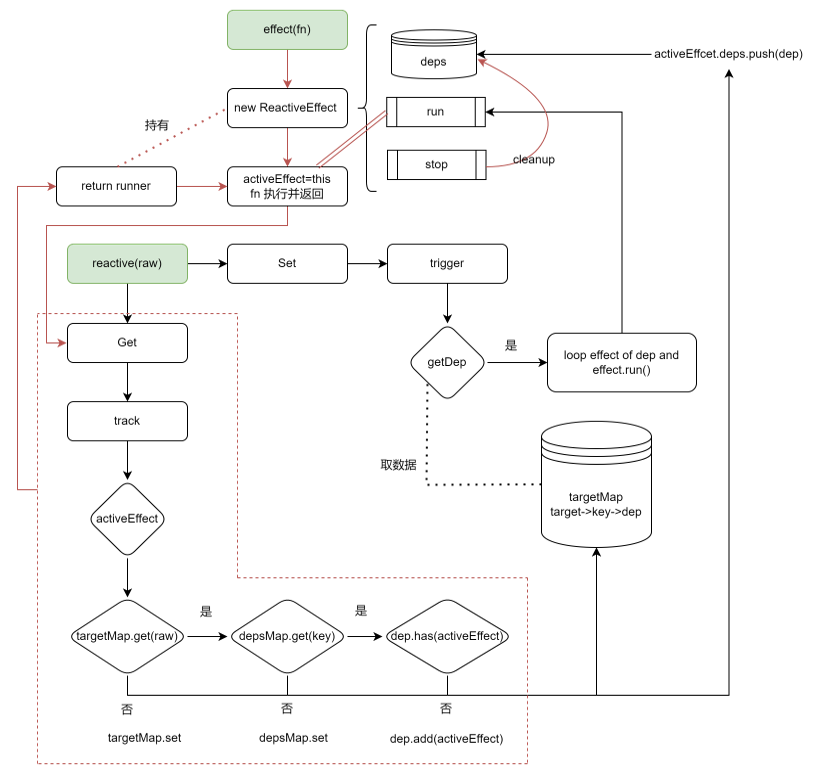 effect(fn)
deps
activeEffcet.deps.push(dep)
new ReactiveEffect
run
持有
stop
cleanup
return runner
activeEffect=this
fn 执行并返回
reactive(raw)
Set
trigger
Get
getDep
是
loop effect of dep and
effect.run()
track
取数据
targetMap
target->key->dep
activeEffect
是
是
targetMap.get(raw)
depsMap.get(key)
dep.has(activeEffect)
否
否
否
targetMap.set
depsMap.set
dep.add(activeEffect)